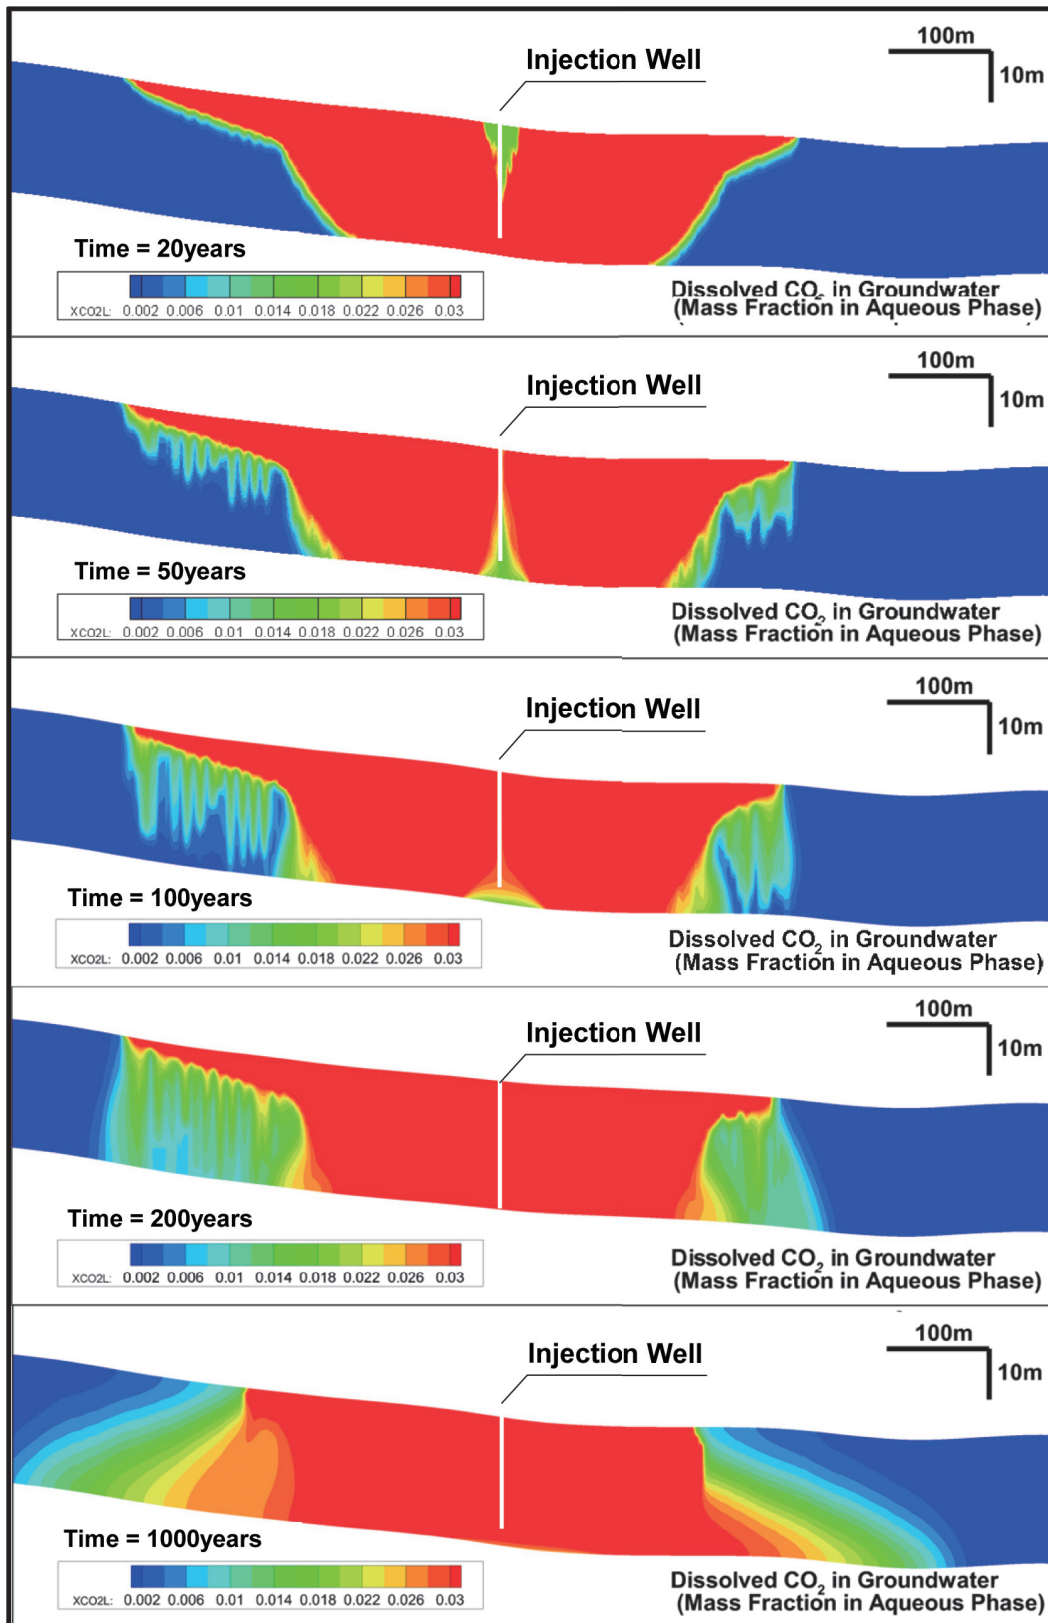 100m
Injection Well
10m
Time = 20years
XCO2L: 0.002 0.006 0.01 0.014 0.018 0.022 0.026 0.03
Dissolved CO₂ in Groundwater
(Mass Fraction in Aqueous Phase)
100m
Injection Well
10m
Time = 50years
XCO2L: 0.002 0.006 0.01 0.014 0.018 0.022 0.026 0.03
Dissolved CO₂ in Groundwater
(Mass Fraction in Aqueous Phase)
100m
Injection Well
10m
Time = 100years
XCO2L: 0.002 0.006 0.01 0.014 0.018 0.022 0.026 0.03
Dissolved CO₂ in Groundwater
(Mass Fraction in Aqueous Phase)
100m
Injection Well
10m
Time = 200years
XCO2L: 0.002 0.006 0.01 0.014 0.018 0.022 0.026 0.03
Dissolved CO₂ in Groundwater
(Mass Fraction in Aqueous Phase)
100m
Injection Well
10m
Time = 1000years
XCO2L: 0.002 0.006 0.01 0.014 0.018 0.022 0.026 0.03
Dissolved CO₂ in Groundwater
(Mass Fraction in Aqueous Phase)